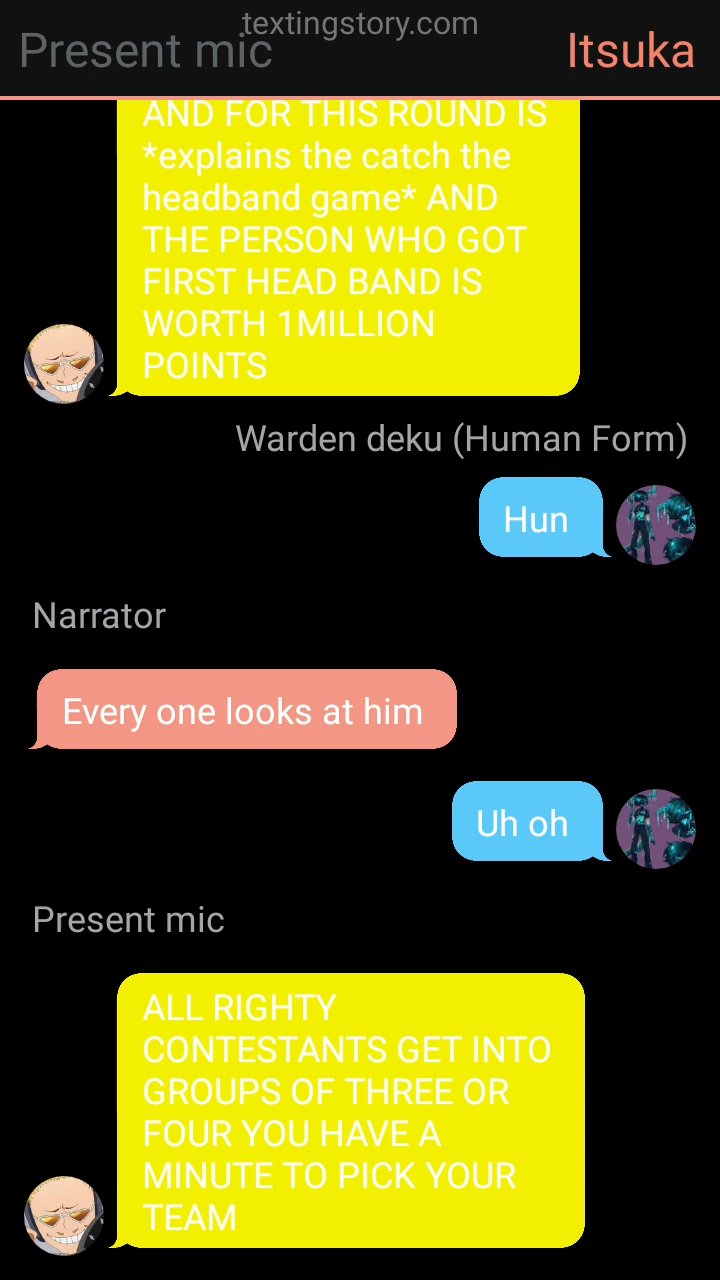 textingstory.com
Present mic
Itsuka
AND FOR THIS ROUND IS
*explains the catch the
headband game* AND
THE PERSON WHO GOT
FIRST HEAD BAND IS
WORTH 1MILLION
POINTS
Warden deku (Human Form)
Hun
Narrator
Every one looks at him
Uh oh
Present mic
ALL RIGHTY
CONTESTANTS GET INTO
GROUPS OF THREE OR
FOUR YOU HAVE A
MINUTE TO PICK YOUR
TEAM